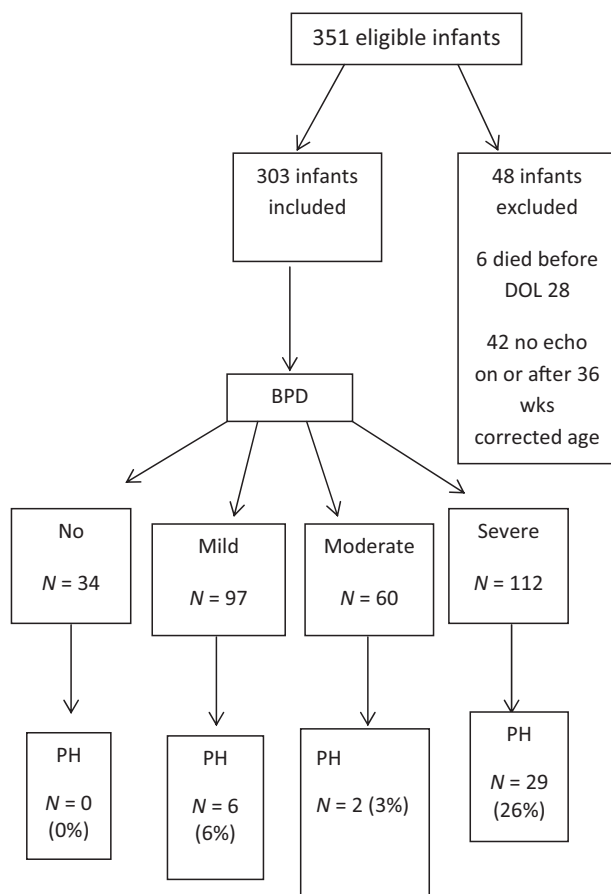 351 eligible infants
303 infants
included
48 infants
excluded
6 died before
DOL 28
42 no echo
on or after 36
wks
corrected age
BPD
No
N = 34
Mild
N = 97
Moderate
N = 60
Severe
N = 112
PH
N = 0
(0%)
PH
N = 6
(6%)
PH
N = 2 (3%)
PH
N = 29
(26%)